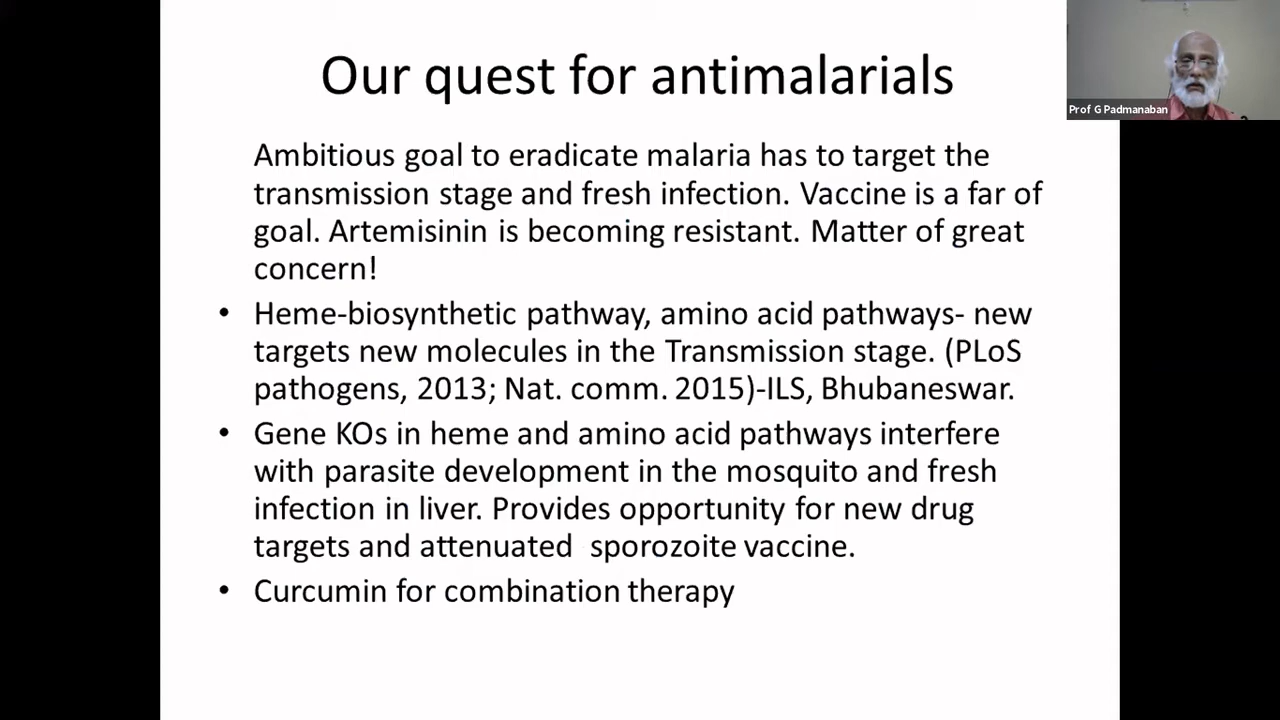 Our quest for antimalarials
Prof G Padmanaban
Ambitious goal to eradicate malaria has to target the
transmission stage and fresh infection. Vaccine is a far of
goal. Artemisinin is becoming resistant. Matter of great
concern!
• Heme-biosynthetic pathway, amino acid pathways- new
targets new molecules in the Transmission stage. (PLoS
pathogens, 2013; Nat. comm. 2015)-ILS, Bhubaneswar.
• Gene KOs in heme and amino acid pathways interfere
with parasite development in the mosquito and fresh
infection in liver. Provides opportunity for new drug
targets and attenuated  sporozoite vaccine.
• Curcumin for combination therapy